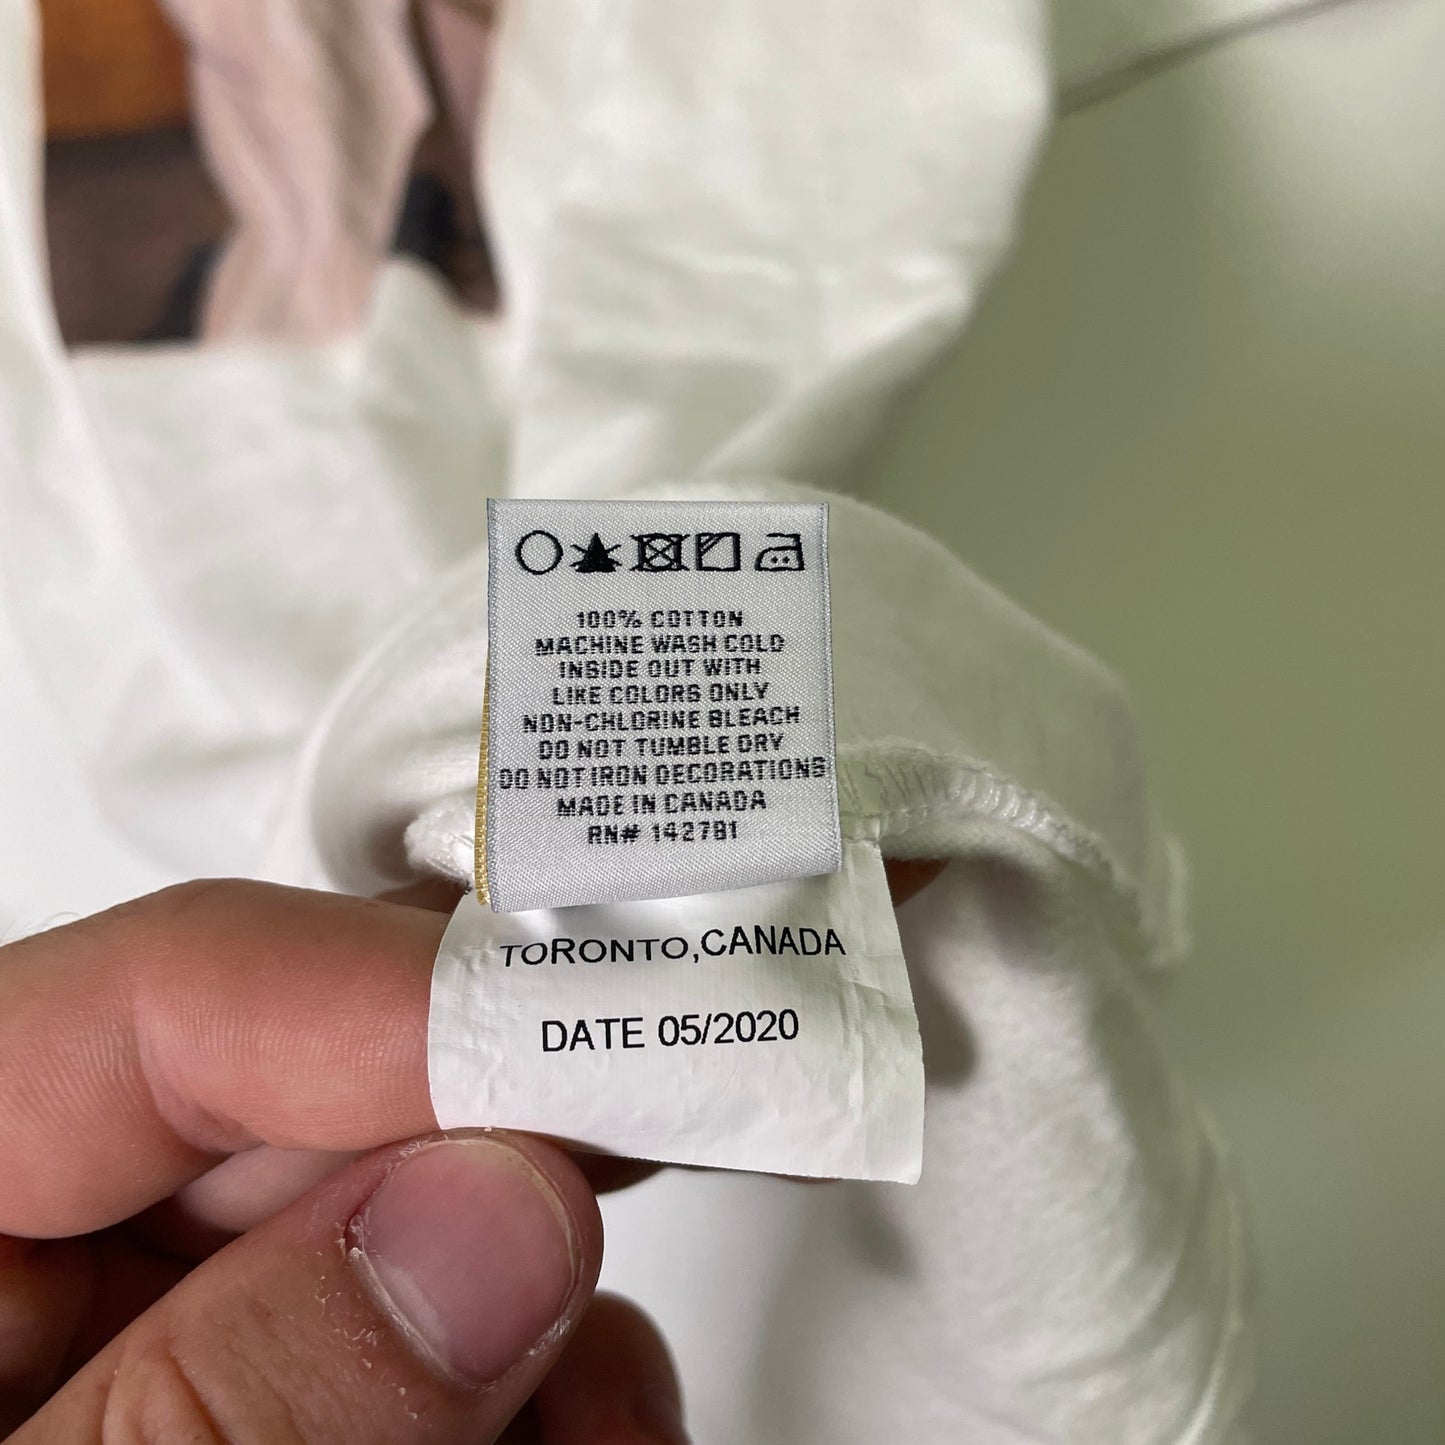 100% COTTON
MACHINE WASH COLD
INSIDE OUT WITH
LIKE COLORS ONLY
NON-CHLORINE BLEACH
DO NOT TUMBLE DRY
DO NOT IRON DECORATIONS
MADE IN CANADA
RN# 142781
TORONTO,CANADA
DATE 05/2020